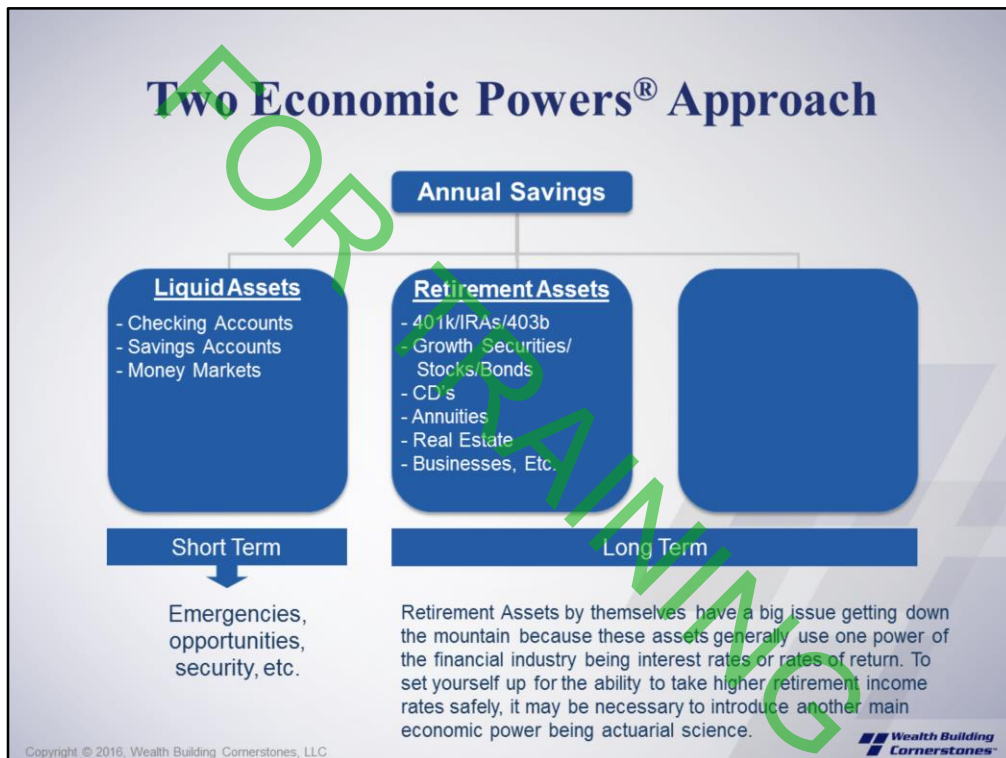 Two Economic Powers® Approach
Annual Savings
Liquid Assets
- Checking Accounts
- Savings Accounts
- Money Markets
Retirement Assets
- 401k/IRAs/403b
- Growth Securities/
Stocks/Bonds
- CD's
- Annuities
- Real Estate
- Businesses, Etc.
Short Term
Long Term
Emergencies,
opportunities,
security, etc.
Retirement Assets by themselves have a big issue getting down
the mountain because these assets generally use one power of
the financial industry being interest rates or rates of return. To
set yourself up for the ability to take higher retirement income
rates safely, it may be necessary to introduce another main
economic power being actuarial science.
Copyright © 2016, Wealth Building Cornerstones, LLC
Wealth Building
Cornerstones™
FOR TRAINING